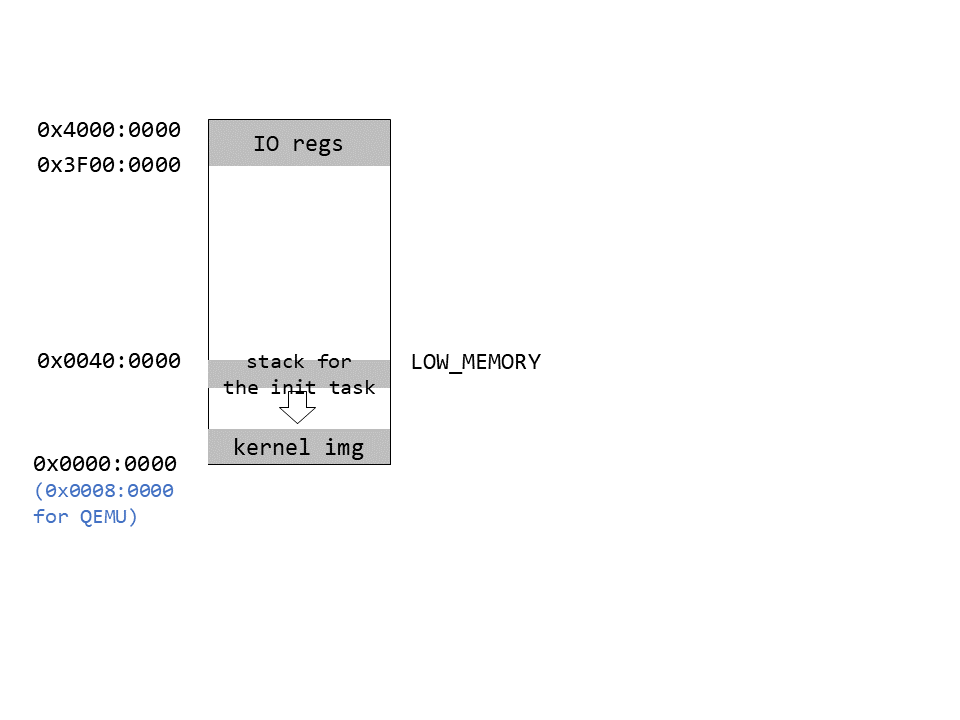 0x4000:0000
IO regs
0x3F00:0000
0x0040:0000
stack for
the init task
LOW_MEMORY
kernel img
0x0000:0000
(0x0008:0000
for QEMU)